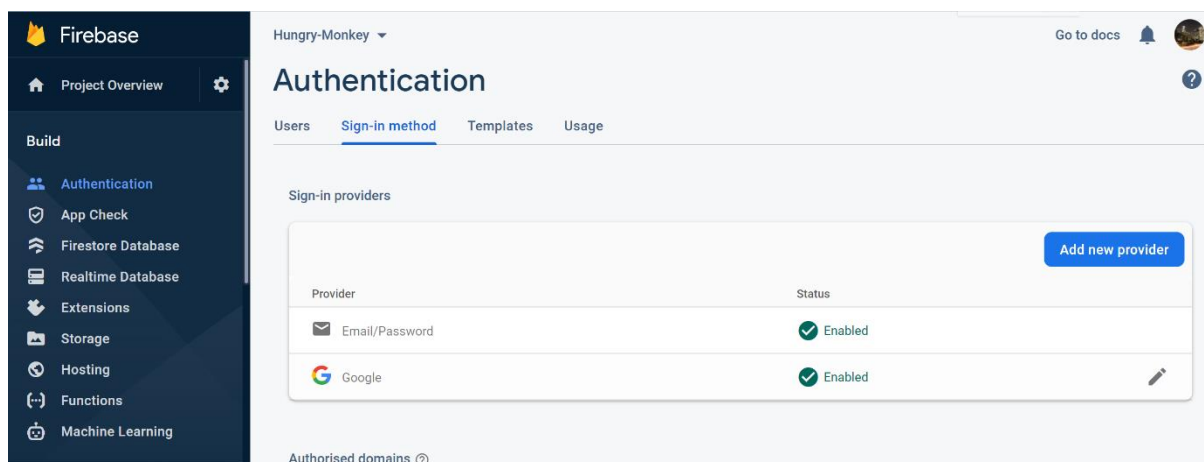 Firebase
Hungry-Monkey
Go to docs
Project Overview
Authentication
Users Sign-in method Templates Usage
Build
Authentication
App Check
Firestore Database
Realtime Database
Extensions
Storage
Hosting
Functions
Machine Learning
Sign-in providers
Add new provider
Provider Status
Email/Password Enabled
Google Enabled
Authorised domains